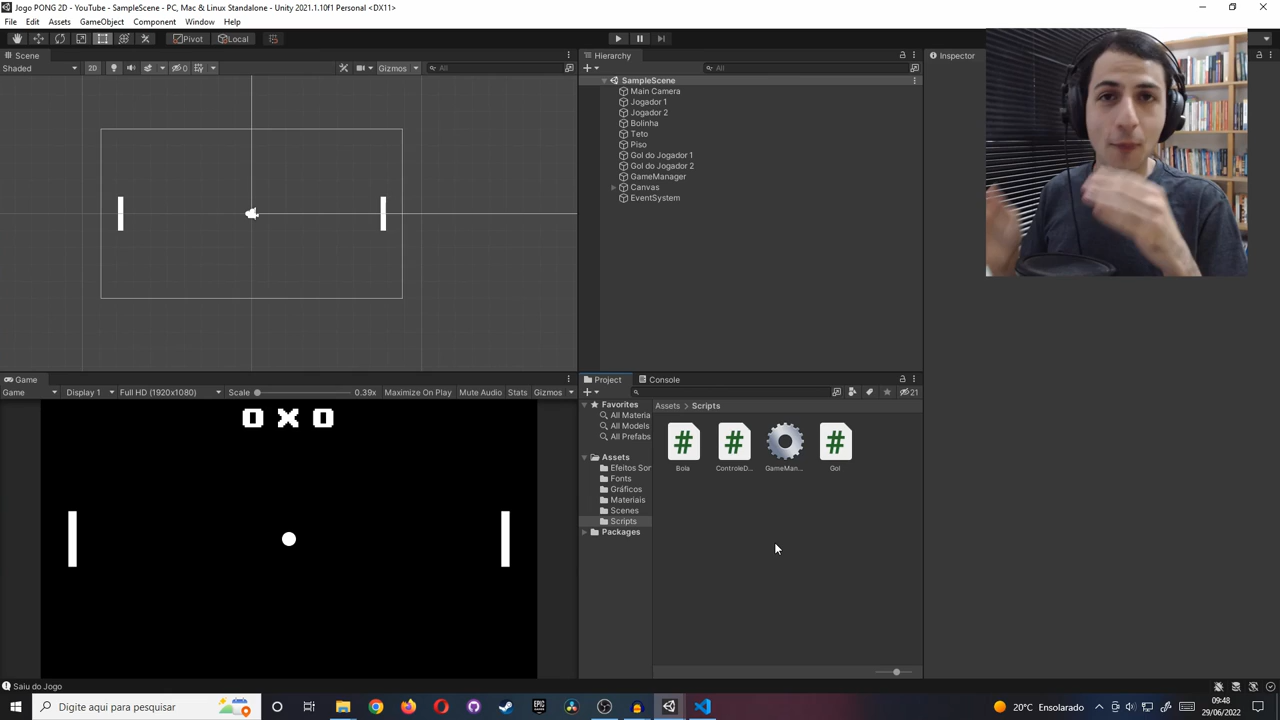 Jogo PONG 2D - YouTube - SampleScene - PC, Mac & Linux Standalone - Unity 2021.1.10f1 Personal <DX11>
File Edit Assets GameObject Component Window Help
Pivot Local
Scene
Shaded 2D 0 Gizmos All
Hierarchy
All
SampleScene
Main Camera
Jogador 1
Jogador 2
Bolinha
Teto
Piso
Gol do Jogador 1
Gol do Jogador 2
GameManager
Canvas
EventSystem
Inspector
Game
Game Display 1 Full HD (1920x1080) Scale 0.39x Maximize On Play Mute Audio Stats Gizmos
0 X 0
Project Console
21
Favorites
All Materia
All Models
All Prefabs
Assets
Efeitos Sor
Fonts
Gráficos
Materiais
Scenes
Scripts
Packages
Assets > Scripts
Bola ControleD... GameMan... Gol
Saiu do Jogo
Digite aqui para pesquisar
20°C Ensolarado
09:48
29/06/2022